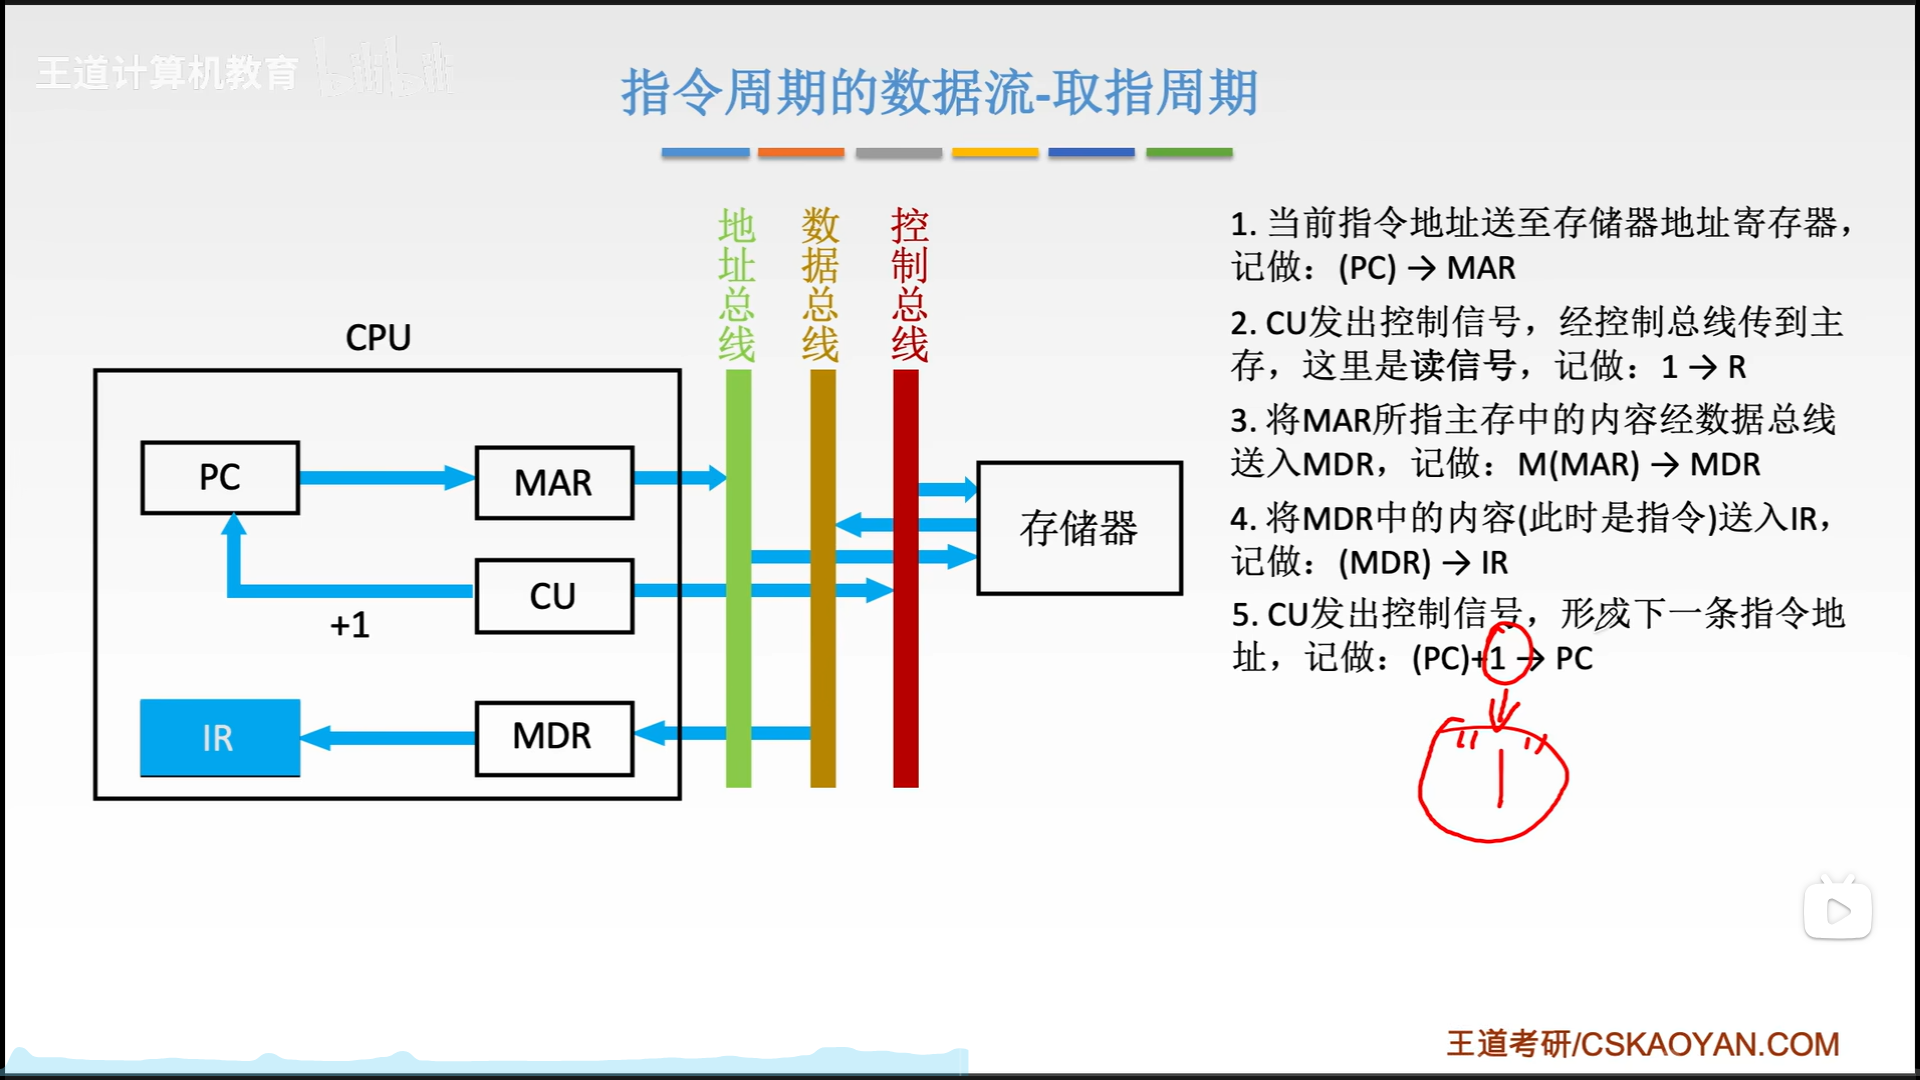 王道计算机教育 bilibili
指令周期的数据流-取指周期
地址总线
数据总线
控制总线
CPU
PC
MAR
CU
+1
IR
MDR
存储器
1. 当前指令地址送至存储器地址寄存器，
记做：(PC) → MAR
2. CU发出控制信号，经控制总线传到主
存，这里是读信号，记做：1 → R
3. 将MAR所指主存中的内容经数据总线
送入MDR，记做：M(MAR) → MDR
4. 将MDR中的内容(此时是指令)送入IR，
记做：(MDR) → IR
5. CU发出控制信号，形成下一条指令地
址，记做：(PC)+1 → PC
"1"
王道考研/CSKAOYAN.COM